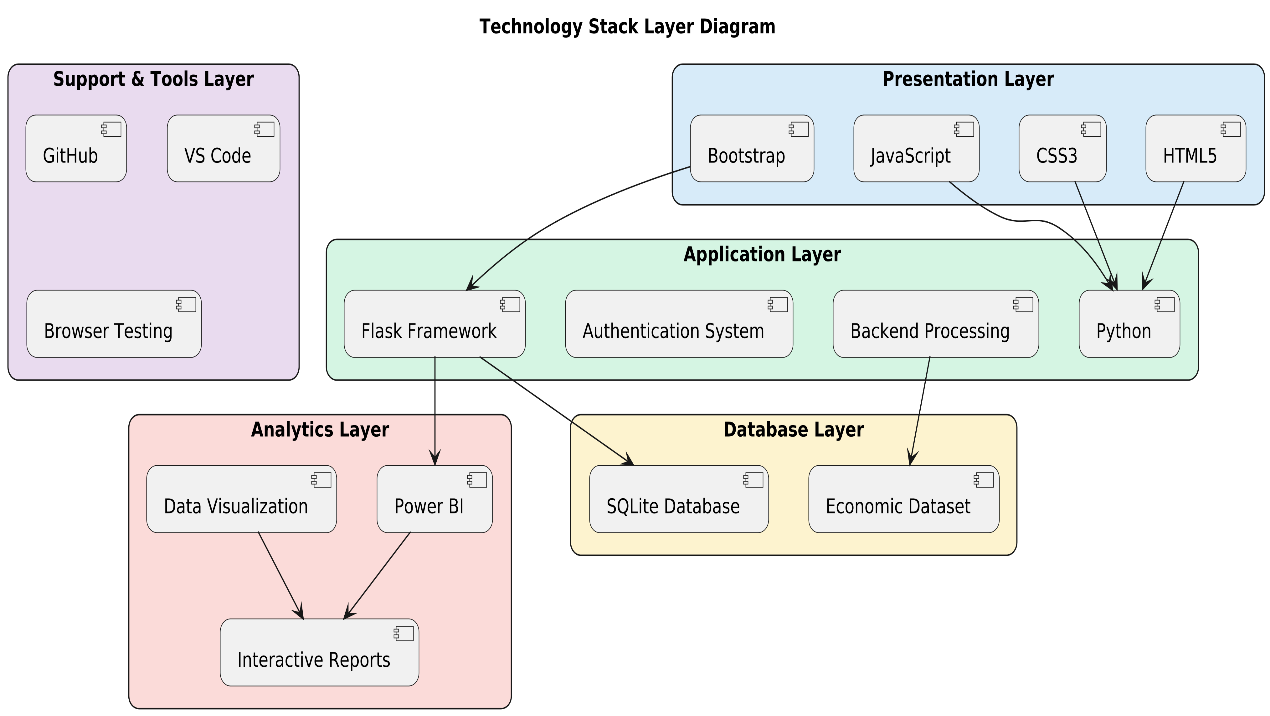 Technology Stack Layer Diagram
Support & Tools Layer
GitHub
VS Code
Browser Testing
Presentation Layer
Bootstrap
JavaScript
CSS3
HTML5
Application Layer
Flask Framework
Authentication System
Backend Processing
Python
Analytics Layer
Data Visualization
Power BI
Interactive Reports
Database Layer
SQLite Database
Economic Dataset